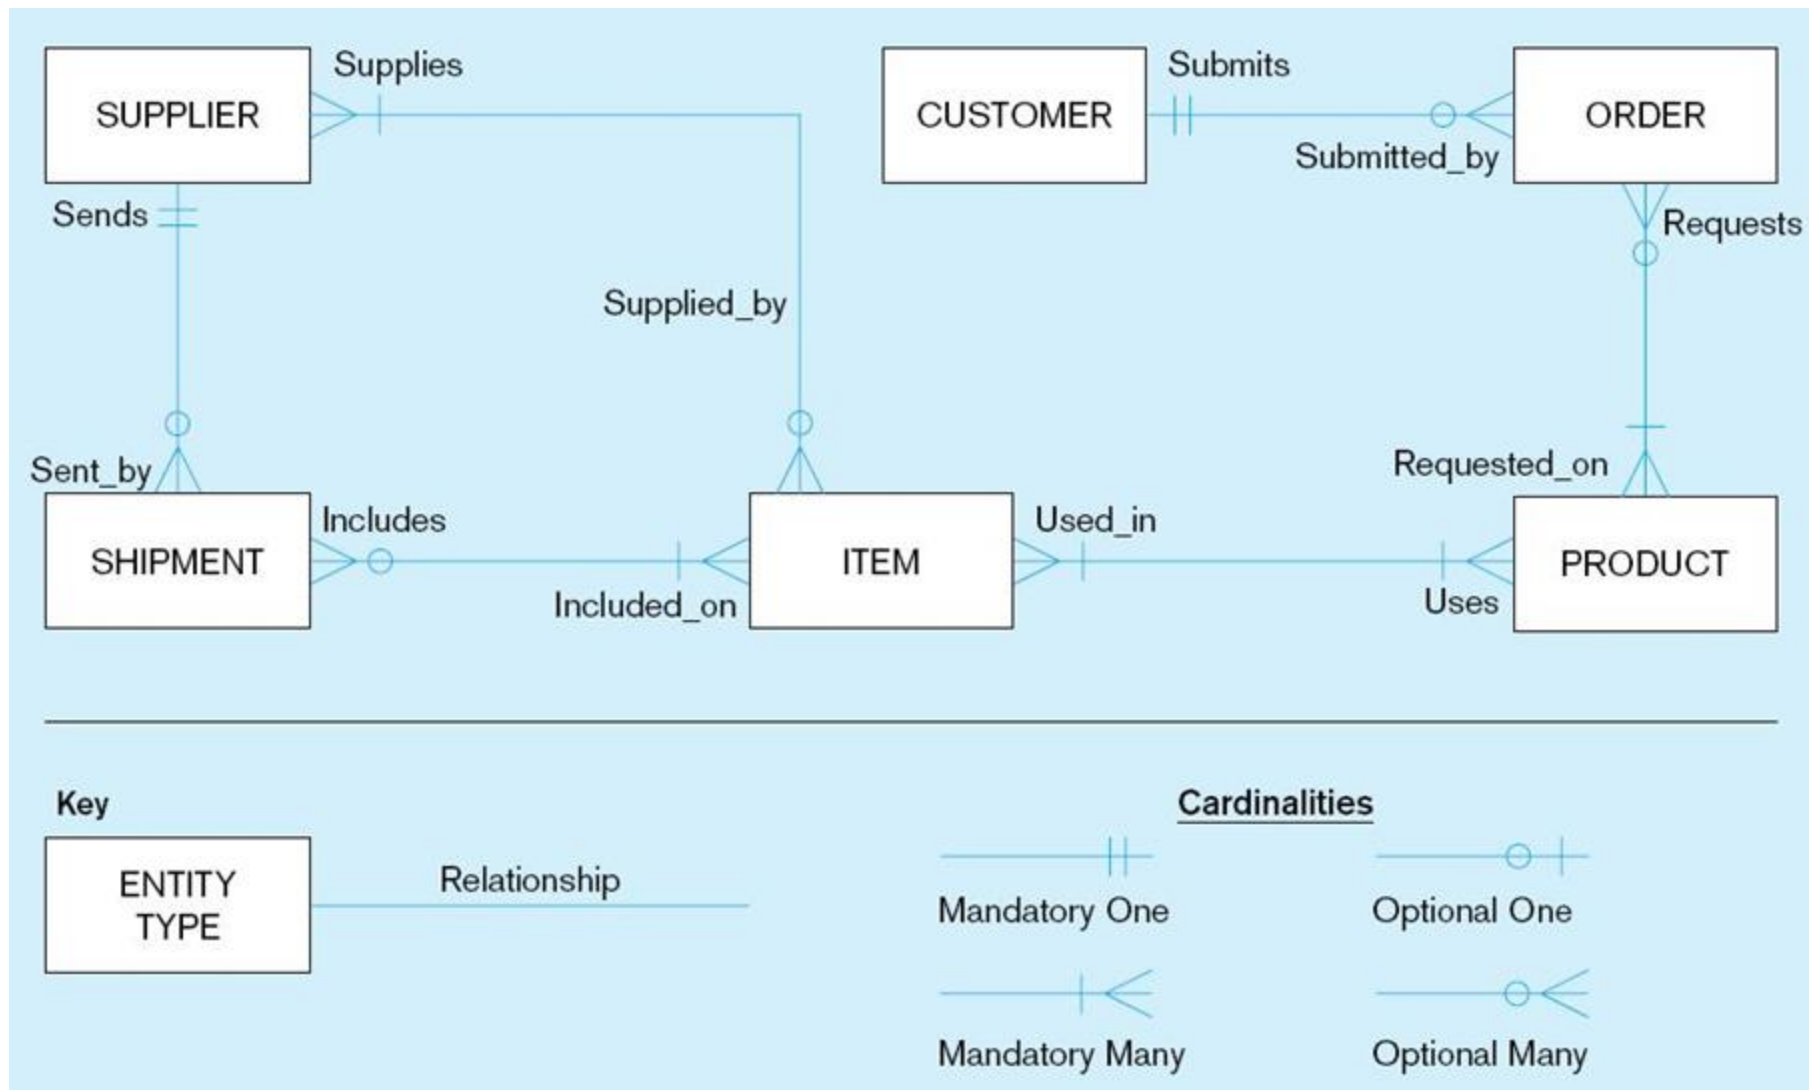 Supplies
Submits
SUPPLIER
CUSTOMER
ORDER
Submitted_by
Sends
Requests
Supplied_by
Sent_by
Requested_on
Includes
Used_in
SHIPMENT
ITEM
PRODUCT
Included_on
Uses
Key
Cardinalities
ENTITY
TYPE
Relationship
Mandatory One
Optional One
Mandatory Many
Optional Many